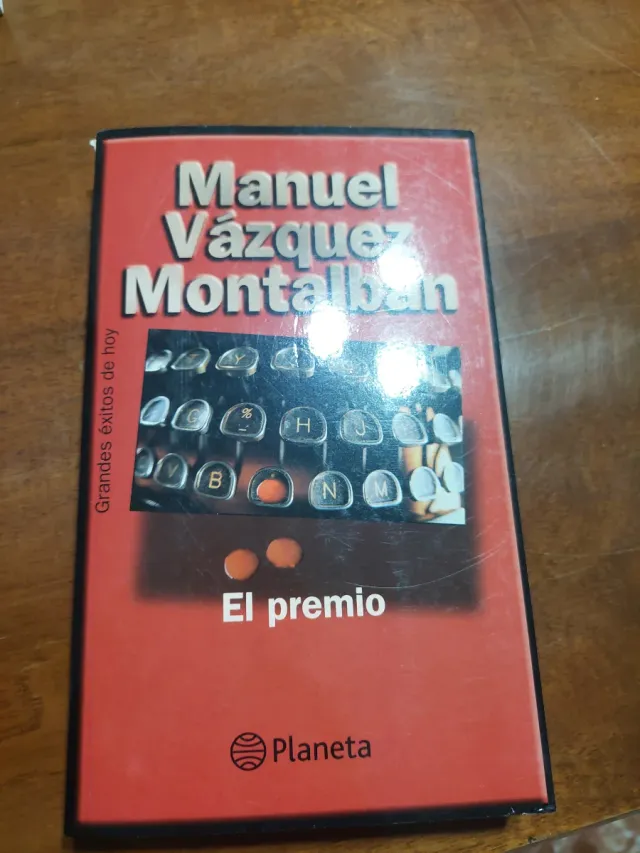 Manuel
Vázquez
Montalbán
Grandes éxitos de hoy
T Y
G % - H J
V B N M
El premio
Planeta